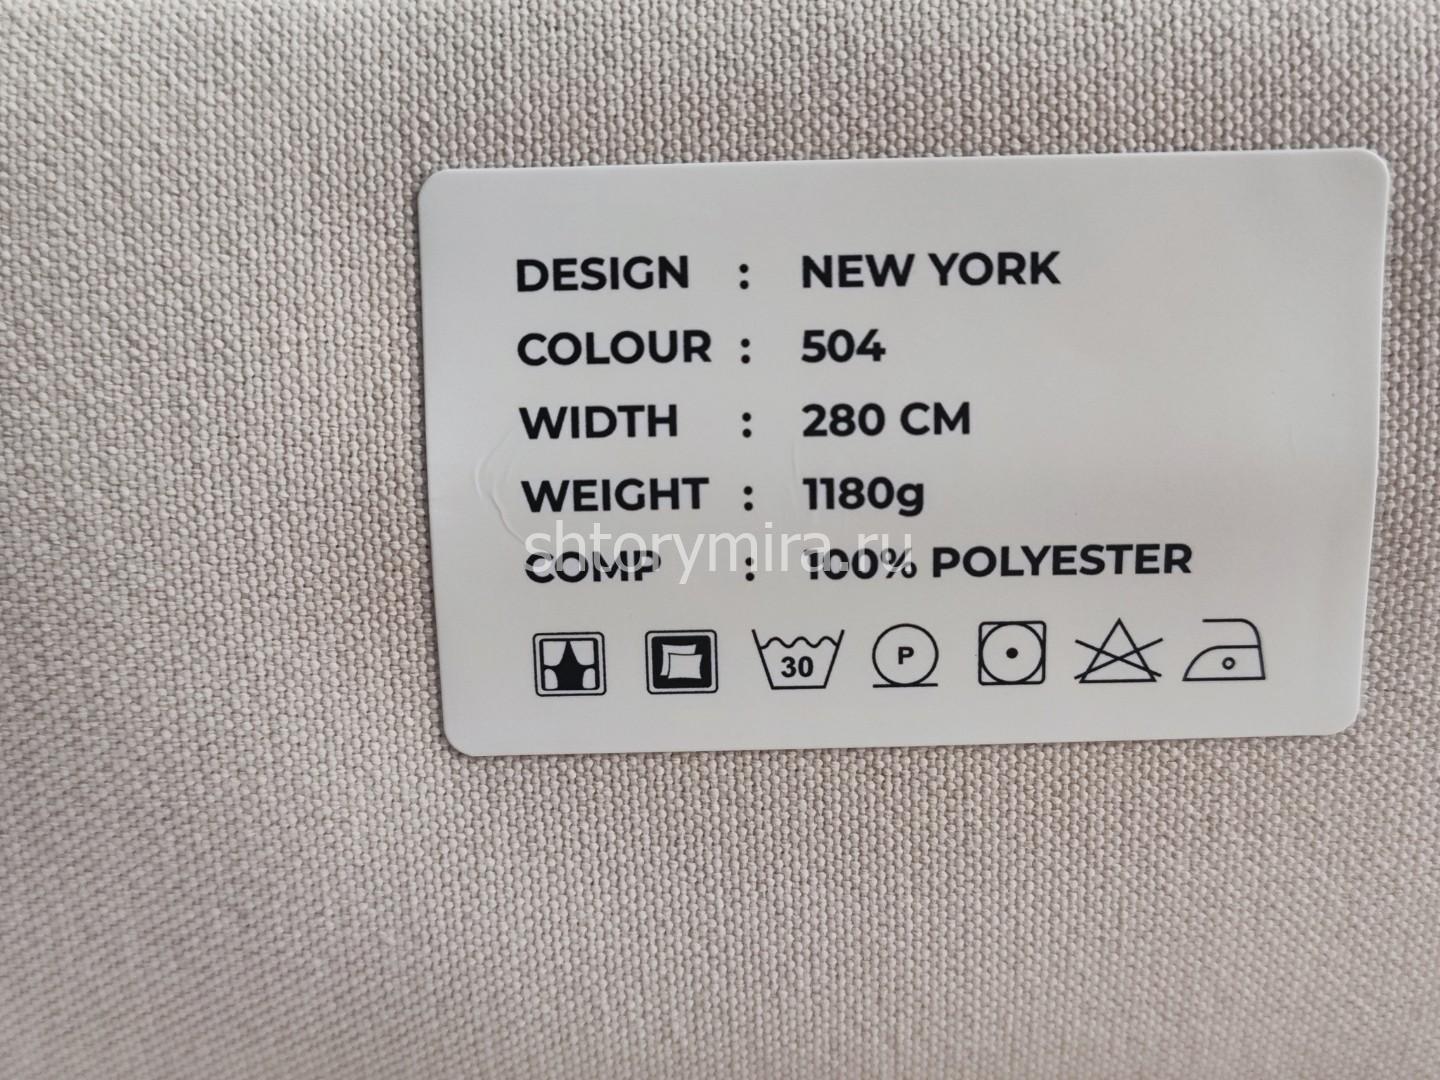 DESIGN : NEW YORK
COLOUR : 504
WIDTH : 280 CM
WEIGHT : 1180g
shtorymira.ru
COMP : 100% POLYESTER
30 P